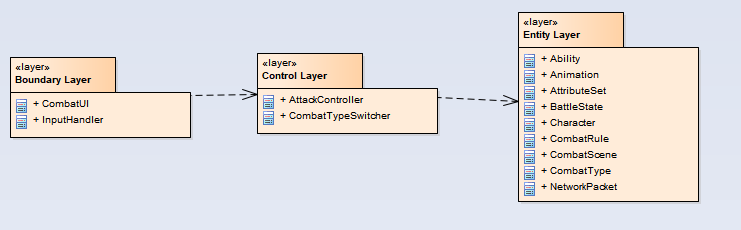 «layer»
Boundary Layer
+ CombatUI
+ InputHandler
«layer»
Control Layer
+ AttackController
+ CombatTypeSwitcher
«layer»
Entity Layer
+ Ability
+ Animation
+ AttributeSet
+ BattleState
+ Character
+ CombatRule
+ CombatScene
+ CombatType
+ NetworkPacket